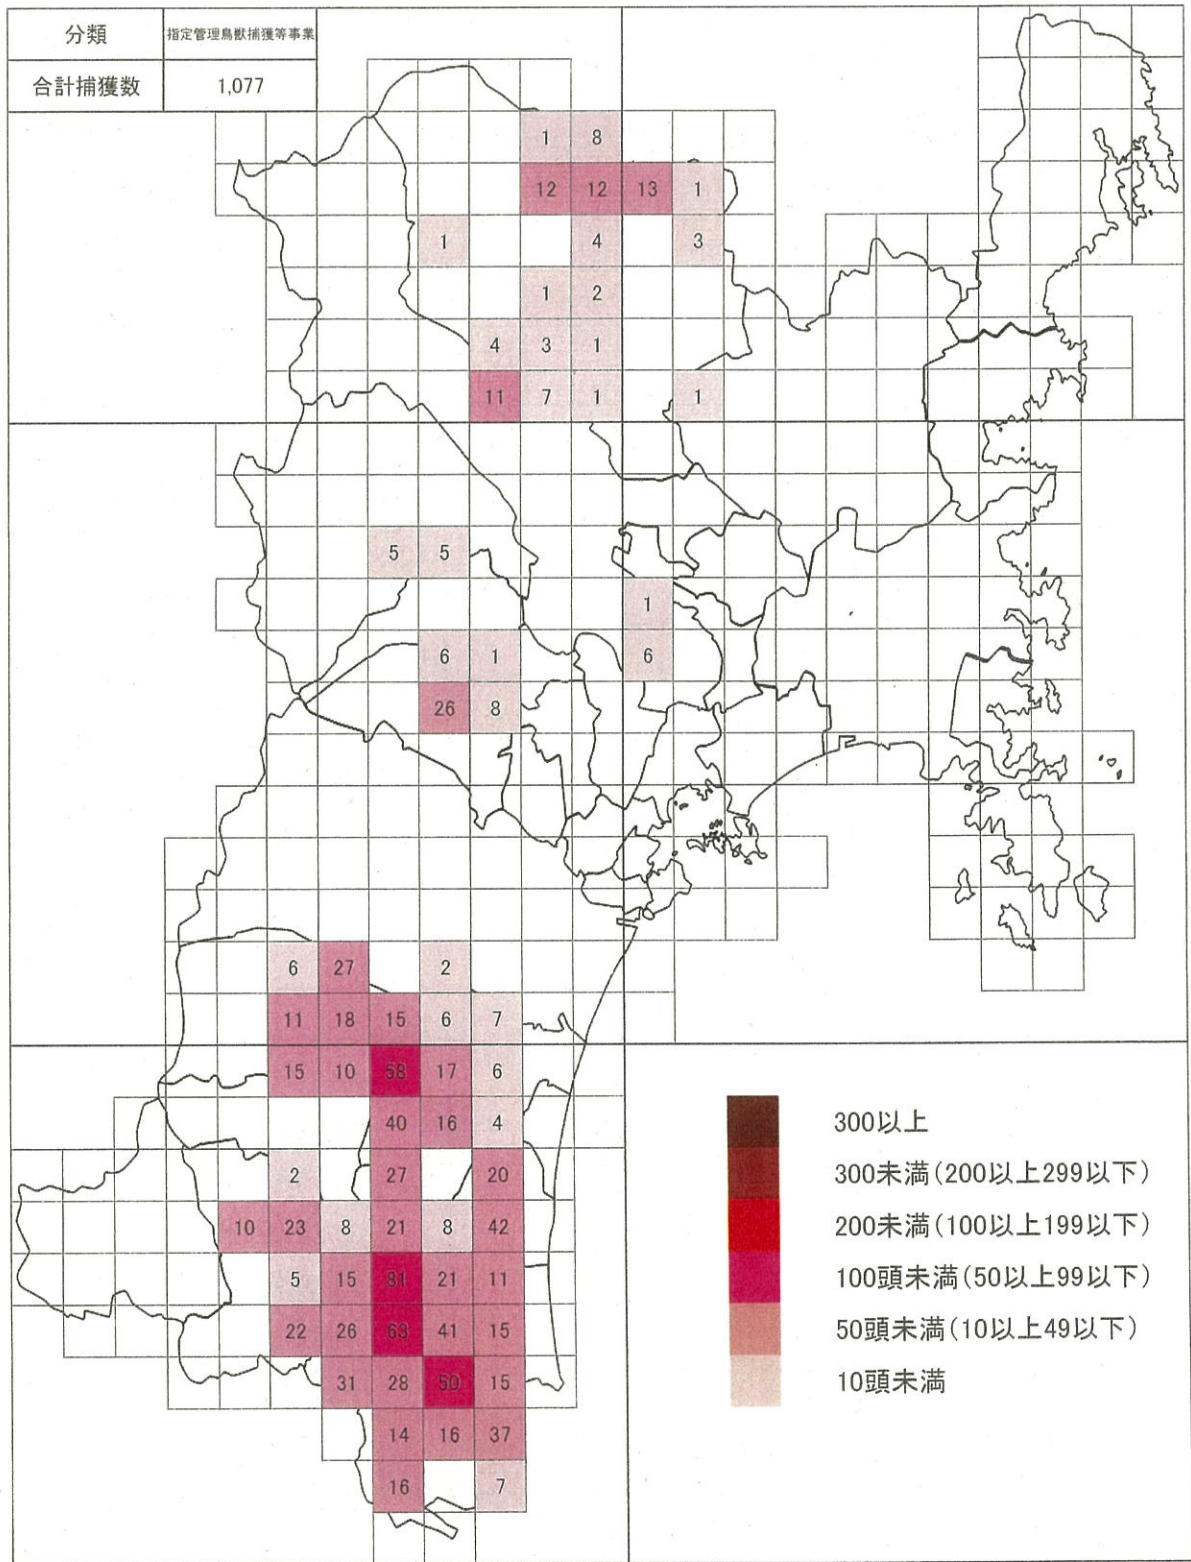 分類 指定管理鳥獣捕獲等事業
合計捕獲数 1,077
1 8
12 12 13 1
1 4 3
1 2
4 3 1
11 7 1 1
5 5
1
6 1 6
26 8
6 27 2
11 18 15 6 7
15 10 58 17 6
40 16 4
2 27 20
10 23 8 21 8 42
5 15 81 21 11
22 26 63 41 15
31 28 50 15
14 16 37
16 7
300以上
300未満(200以上299以下)
200未満(100以上199以下)
100頭未満(50以上99以下)
50頭未満(10以上49以下)
10頭未満